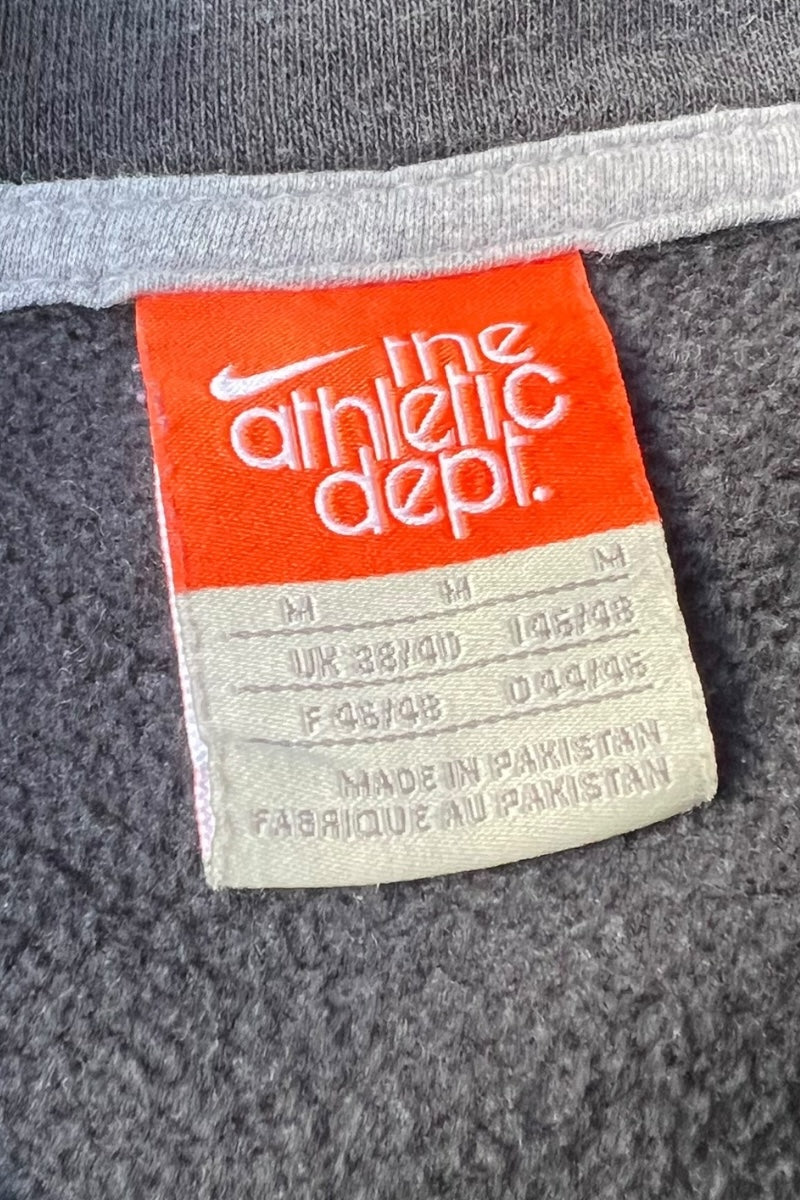 the
athletic
dept.
M M M
UK 38/40 I 46/48
F 46/48 D 44/46
MADE IN PAKISTAN
FABRIQUE AU PAKISTAN